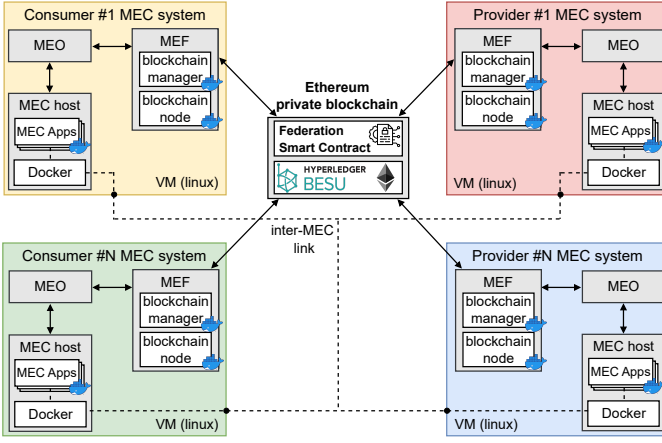 Consumer #1 MEC system
MEO
MEF
blockchain
manager
blockchain
node
MEC host
MEC Apps
Docker
VM (linux)
Ethereum
private blockchain
Federation
Smart Contract
HYPERLEDGER
BESU
inter-MEC
link
Provider #1 MEC system
MEF
MEO
blockchain
manager
blockchain
node
MEC host
MEC Apps
Docker
VM (linux)
Consumer #N MEC system
MEO
MEF
blockchain
manager
blockchain
node
MEC host
MEC Apps
Docker
VM (linux)
Provider #N MEC system
MEF
MEO
blockchain
manager
blockchain
node
MEC host
MEC Apps
Docker
VM (linux)